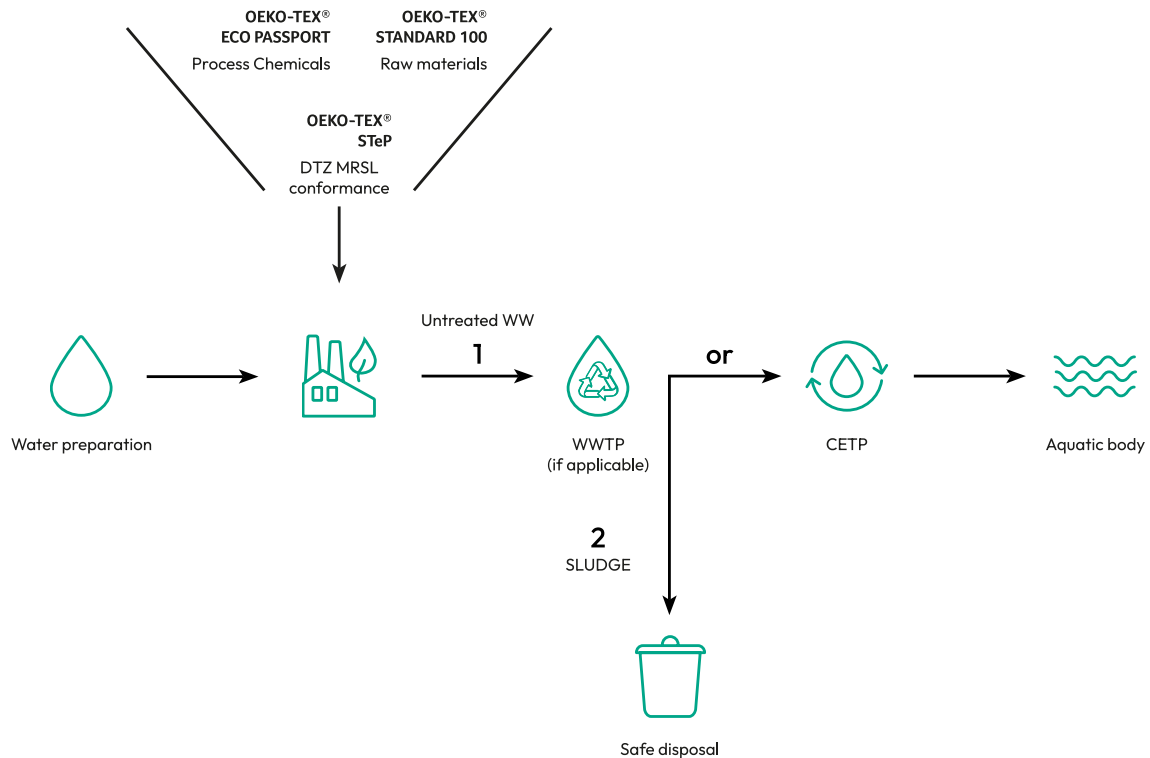 OEKO-TEX®
ECO PASSPORT
Process Chemicals
OEKO-TEX®
STANDARD 100
Raw materials
OEKO-TEX®
STeP
DTZ MRSL
conformance
Untreated WW
1
or
Water preparation
WWTP
(if applicable)
CETP
Aquatic body
2
SLUDGE
Safe disposal